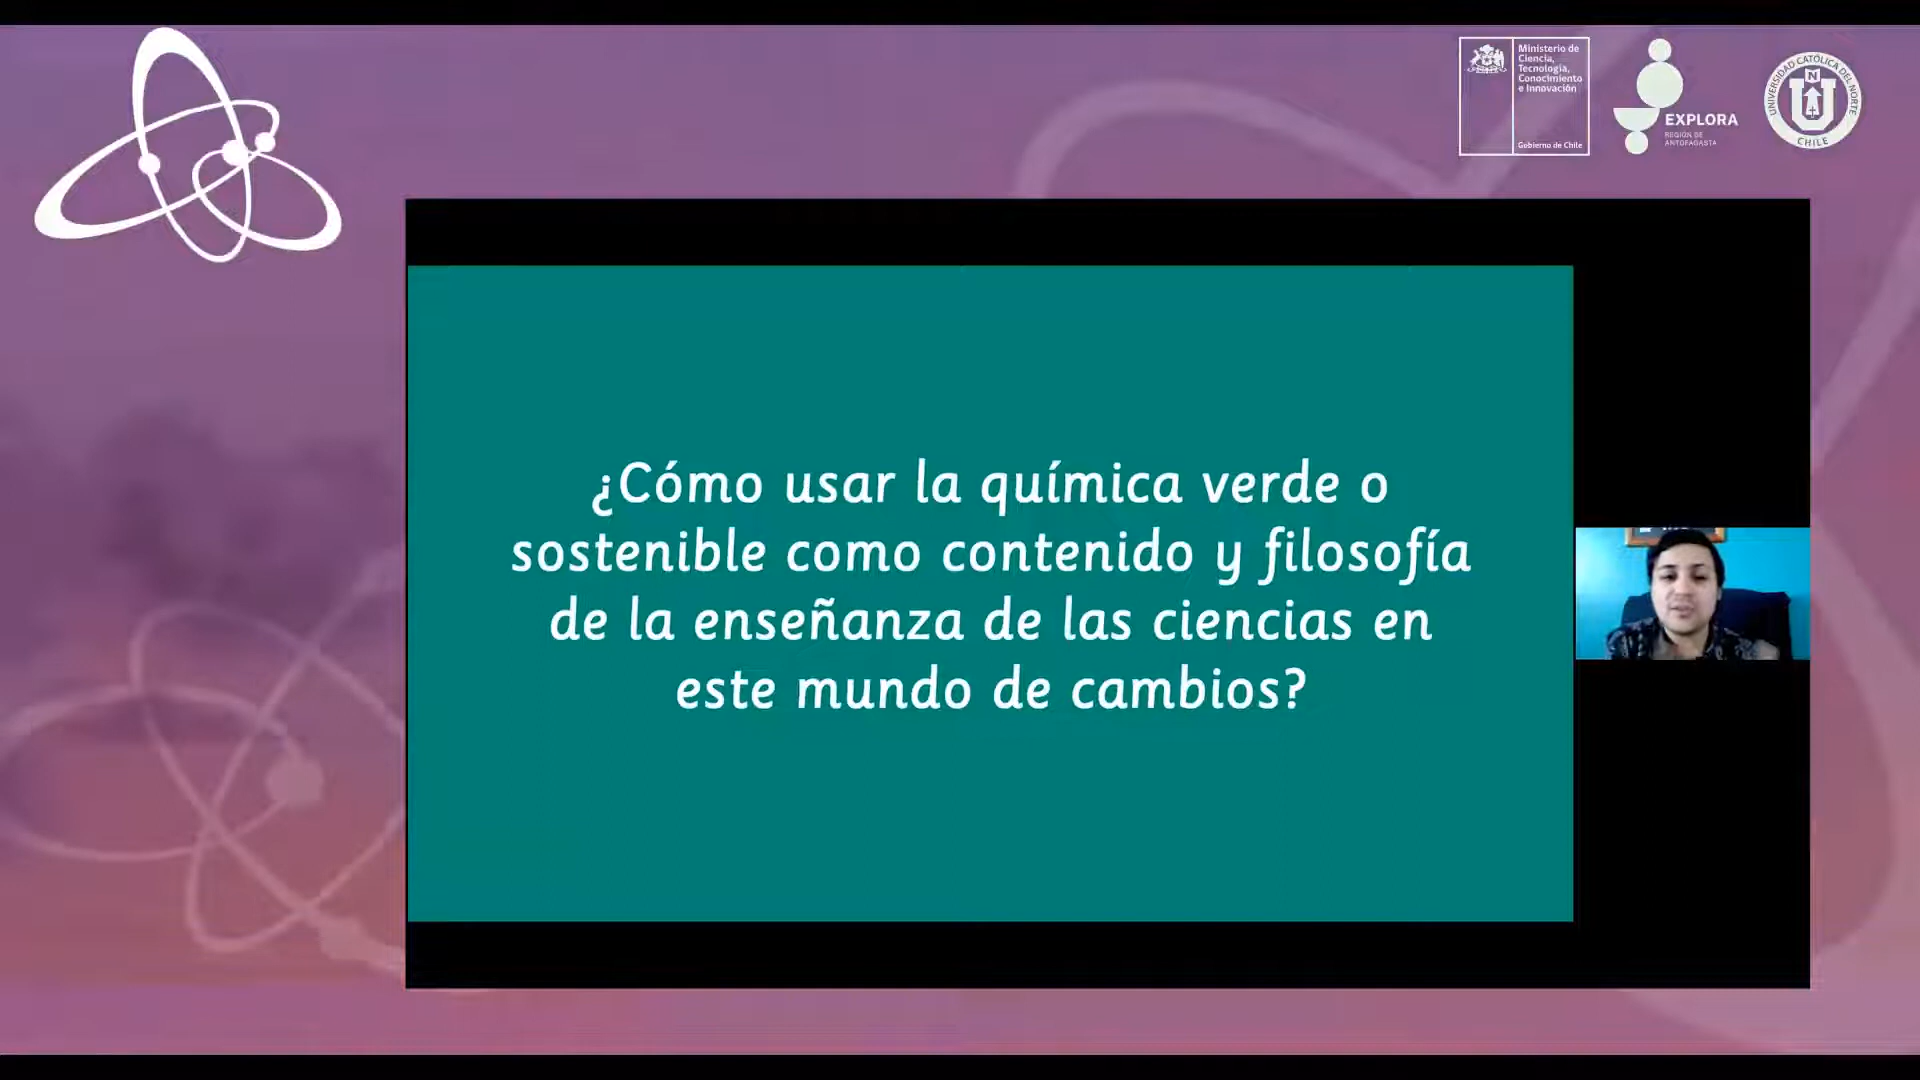 Ministerio de
Ciencia,
Tecnología,
Conocimiento
e Innovación
Gobierno de Chile
EXPLORA
REGIÓN DE
ANTOFAGASTA
UNIVERSIDAD CATÓLICA DEL NORTE
N
CHILE
¿Cómo usar la química verde o
sostenible como contenido y filosofía
de la enseñanza de las ciencias en
este mundo de cambios?